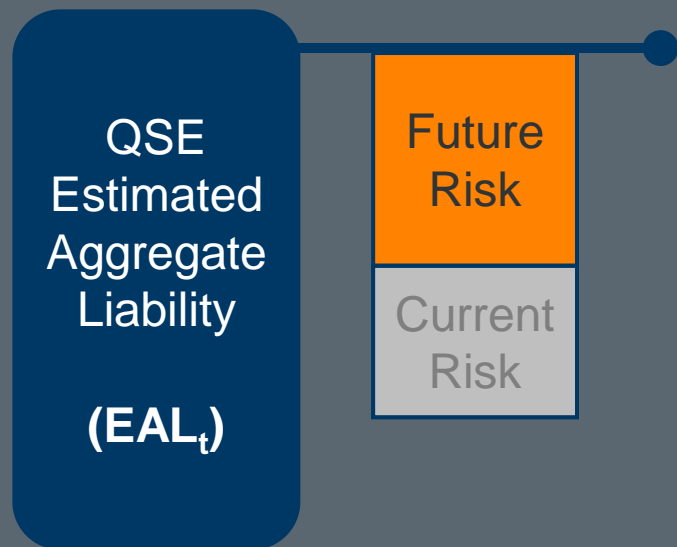 QSE
Estimated
Aggregate
Liability
(EALt)
Future
Risk
Current
Risk